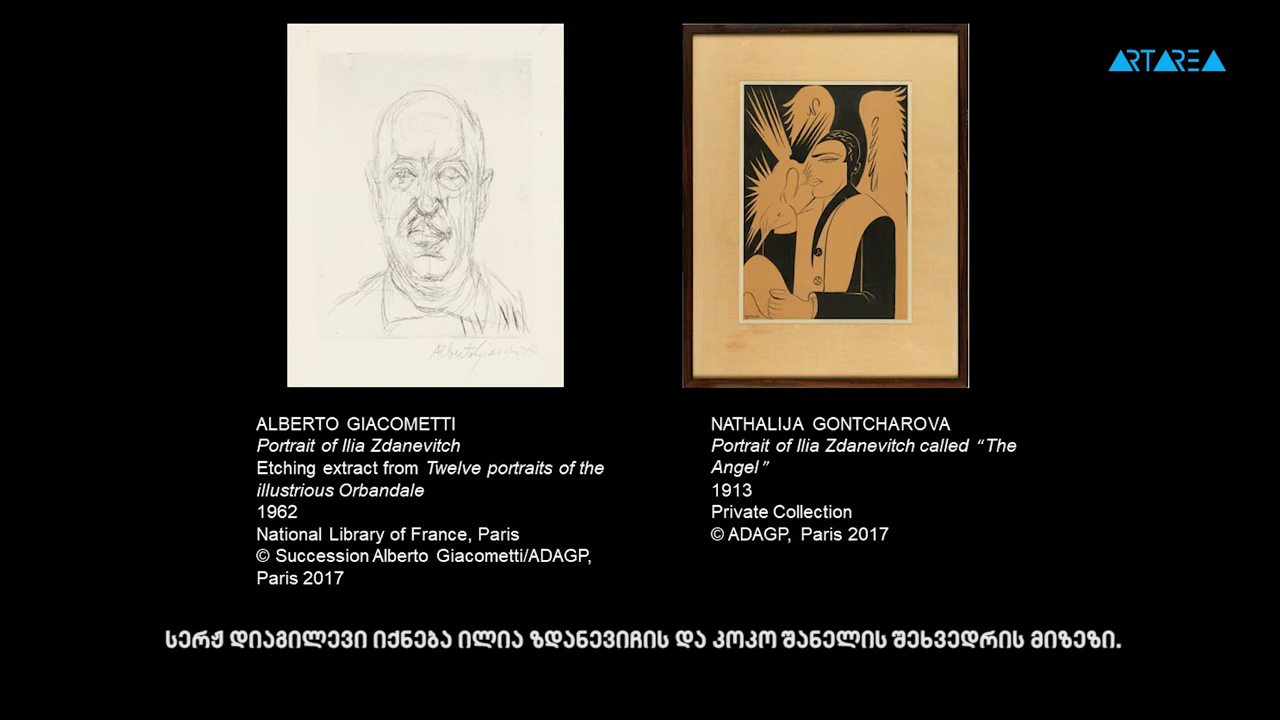 ARTAREA
Alberto Giacometti
ALBERTO GIACOMETTI
Portrait of Ilia Zdanevitch
Etching extract from Twelve portraits of the
illustrious Orbandale
1962
National Library of France, Paris
© Succession Alberto Giacometti/ADAGP,
Paris 2017
NATHALIJA GONTCHAROVA
Portrait of Ilia Zdanevitch called “The
Angel”
1913
Private Collection
© ADAGP, Paris 2017
სერჟ დიაგილევი იქნება ილია ზდანევიჩის და კოკო შანელის შეხვედრის მიზეზი.